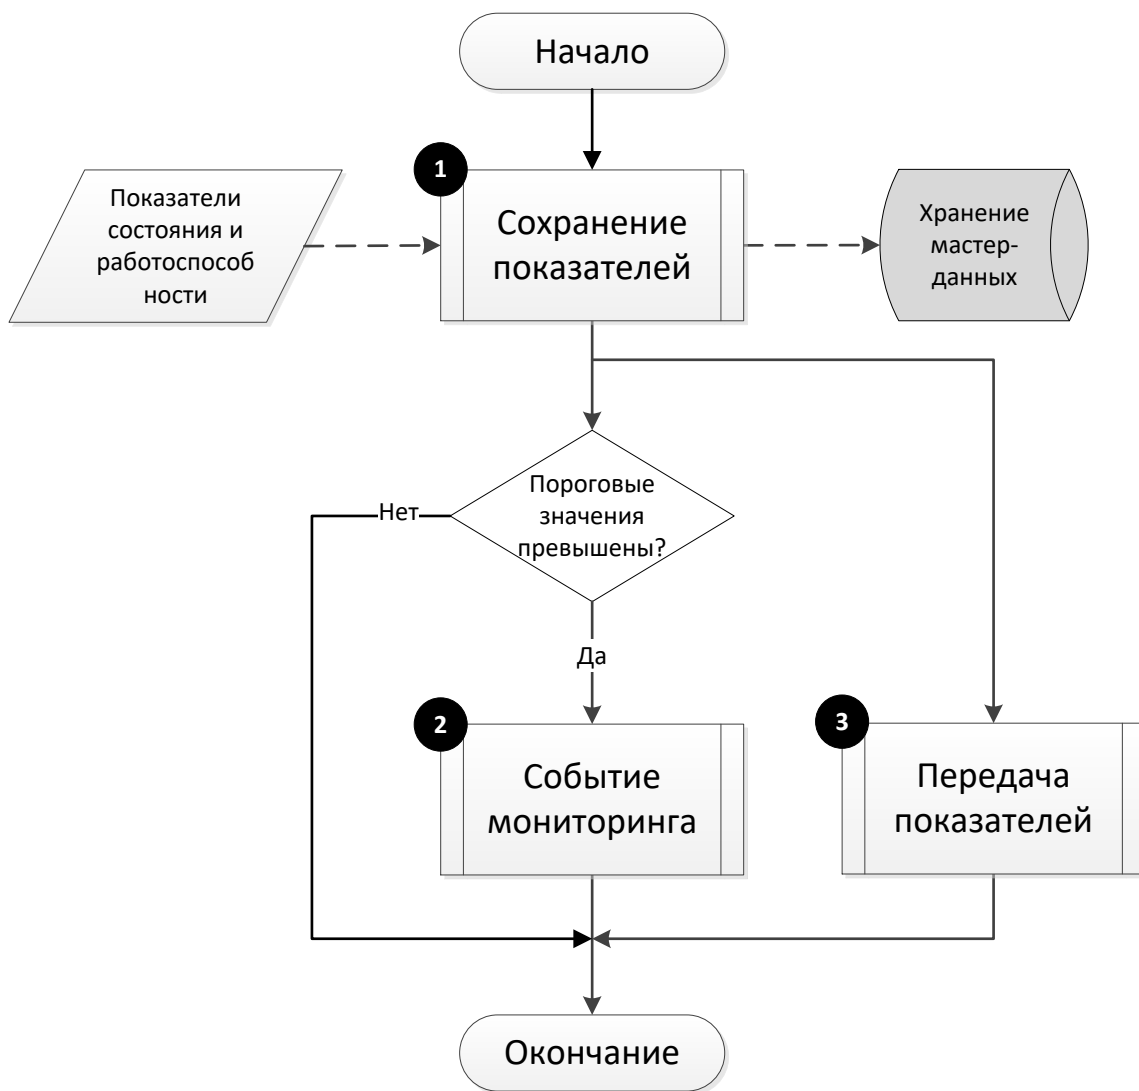 Начало
1
Показатели
состояния и
работоспособ
ности
Сохранение
показателей
Хранение
мастер-
данных
Пороговые
значения
превышены?
Нет
Да
2
Событие
мониторинга
3
Передача
показателей
Окончание